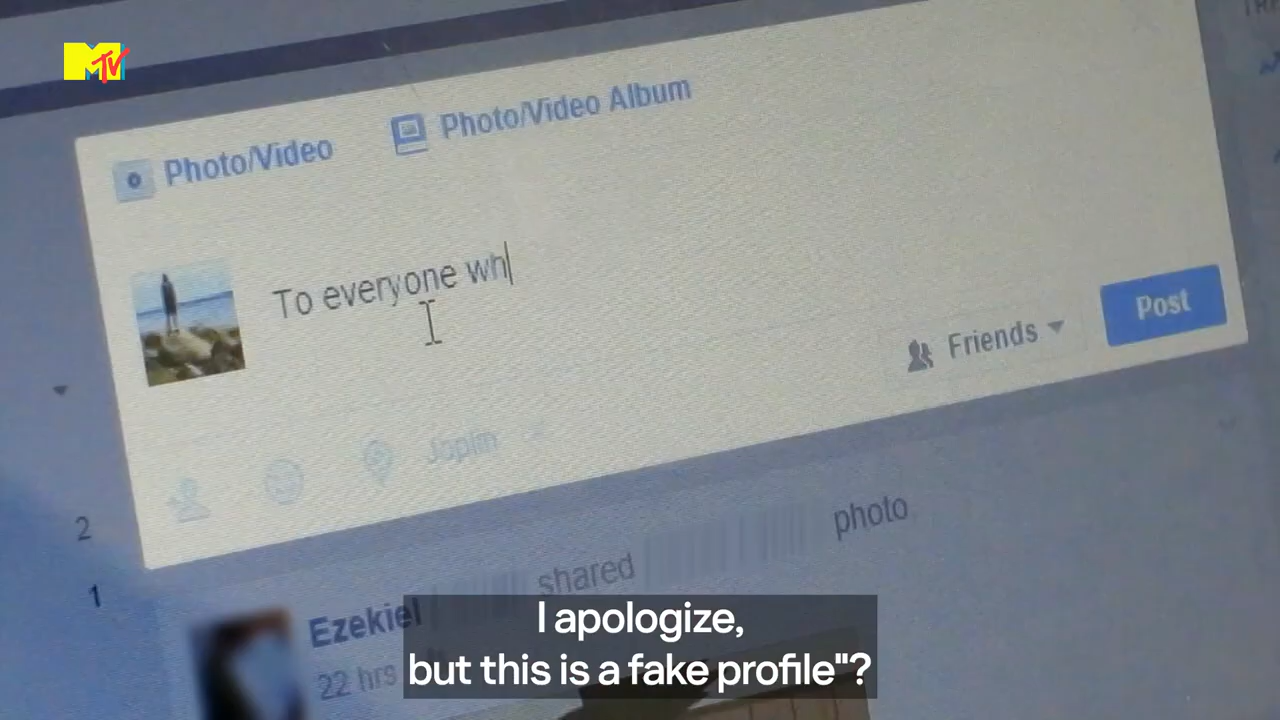 MTV
Photo/Video Photo/Video Album
To everyone wh
Friends Post
Joplin
2
1
Ezekiel shared photo
22 hrs
I apologize,
but this is a fake profile"?